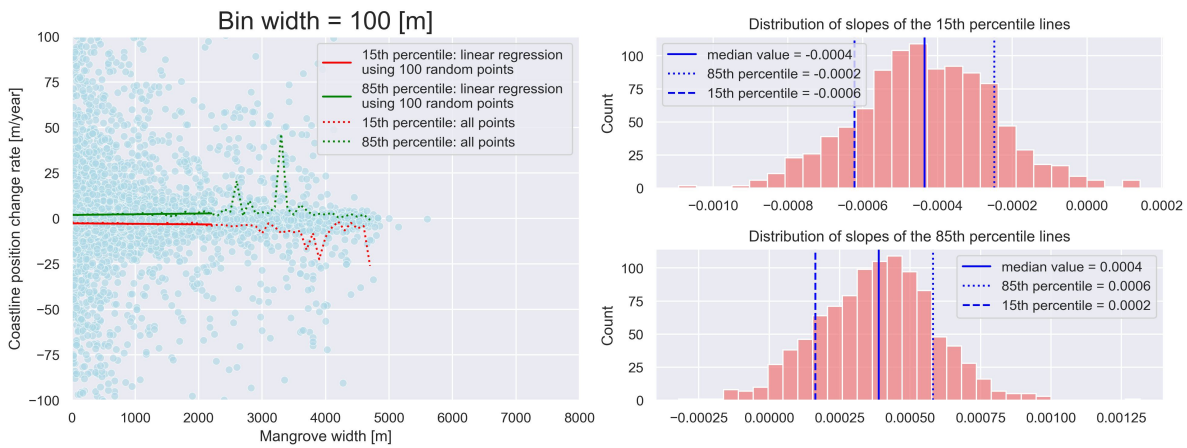 Bin width = 100 [m]
100
75
50
25
0
−25
−50
−75
−100
Coastline position change rate [m/year]
15th percentile: linear regression
using 100 random points
85th percentile: linear regression
using 100 random points
15th percentile: all points
85th percentile: all points
0 1000 2000 3000 4000 5000 6000 7000 8000
Mangrove width [m]
Distribution of slopes of the 15th percentile lines
100
75
50
25
0
Count
median value = -0.0004
85th percentile = -0.0002
15th percentile = -0.0006
−0.0010 −0.0008 −0.0006 −0.0004 −0.0002 0.0000 0.0002
Distribution of slopes of the 85th percentile lines
100
75
50
25
0
Count
median value = 0.0004
85th percentile = 0.0006
15th percentile = 0.0002
−0.00025 0.00000 0.00025 0.00050 0.00075 0.00100 0.00125